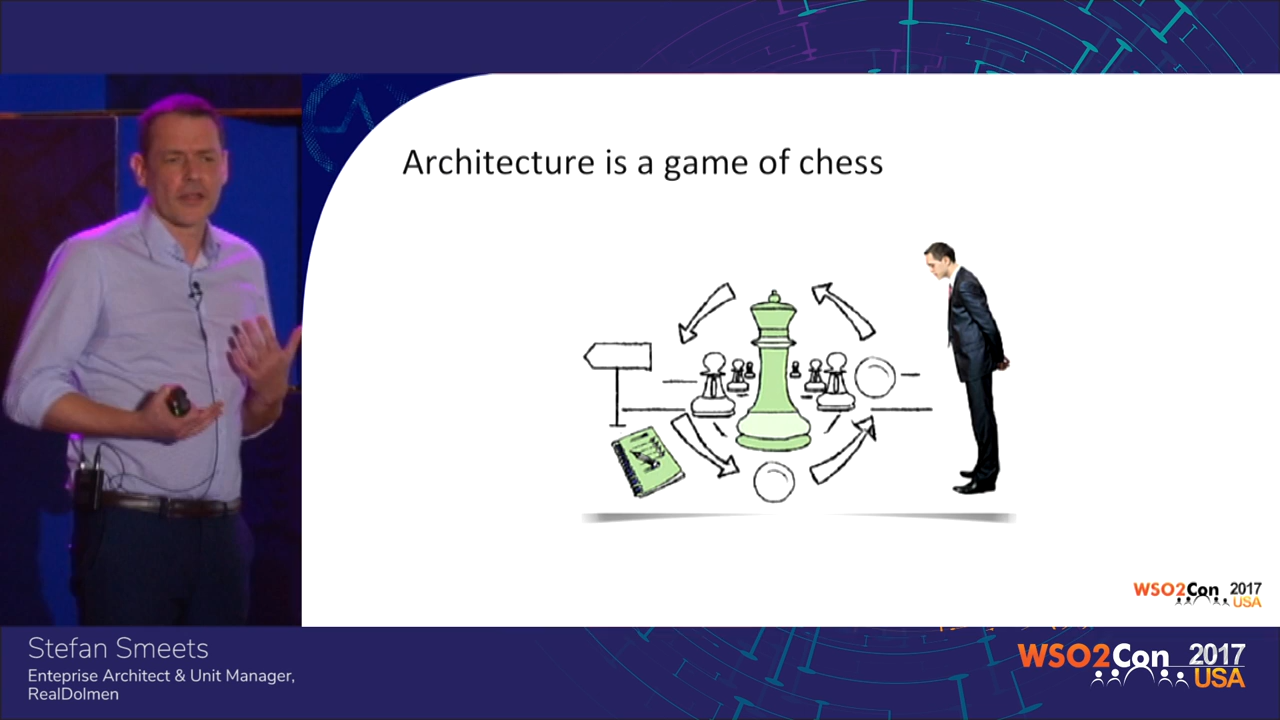 Architecture is a game of chess
WSO2Con 2017
USA
Stefan Smeets
Enteprise Architect & Unit Manager,
RealDolmen
WSO2Con 2017
USA